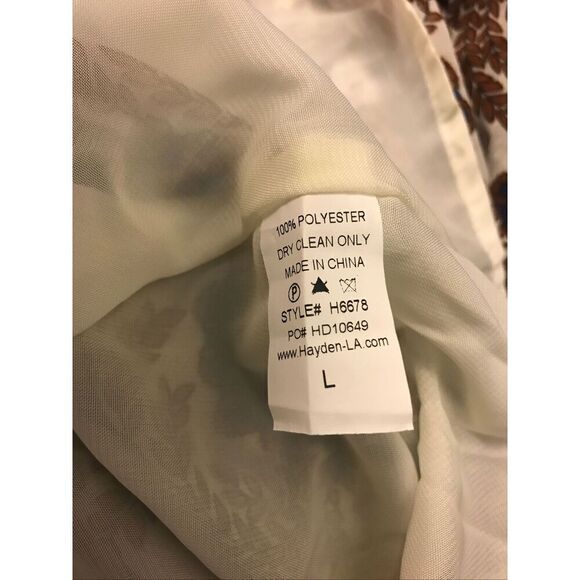 100% POLYESTER
DRY CLEAN ONLY
MADE IN CHINA
P
STYLE# H6678
PO# HD10649
www.Hayden-LA.com
L